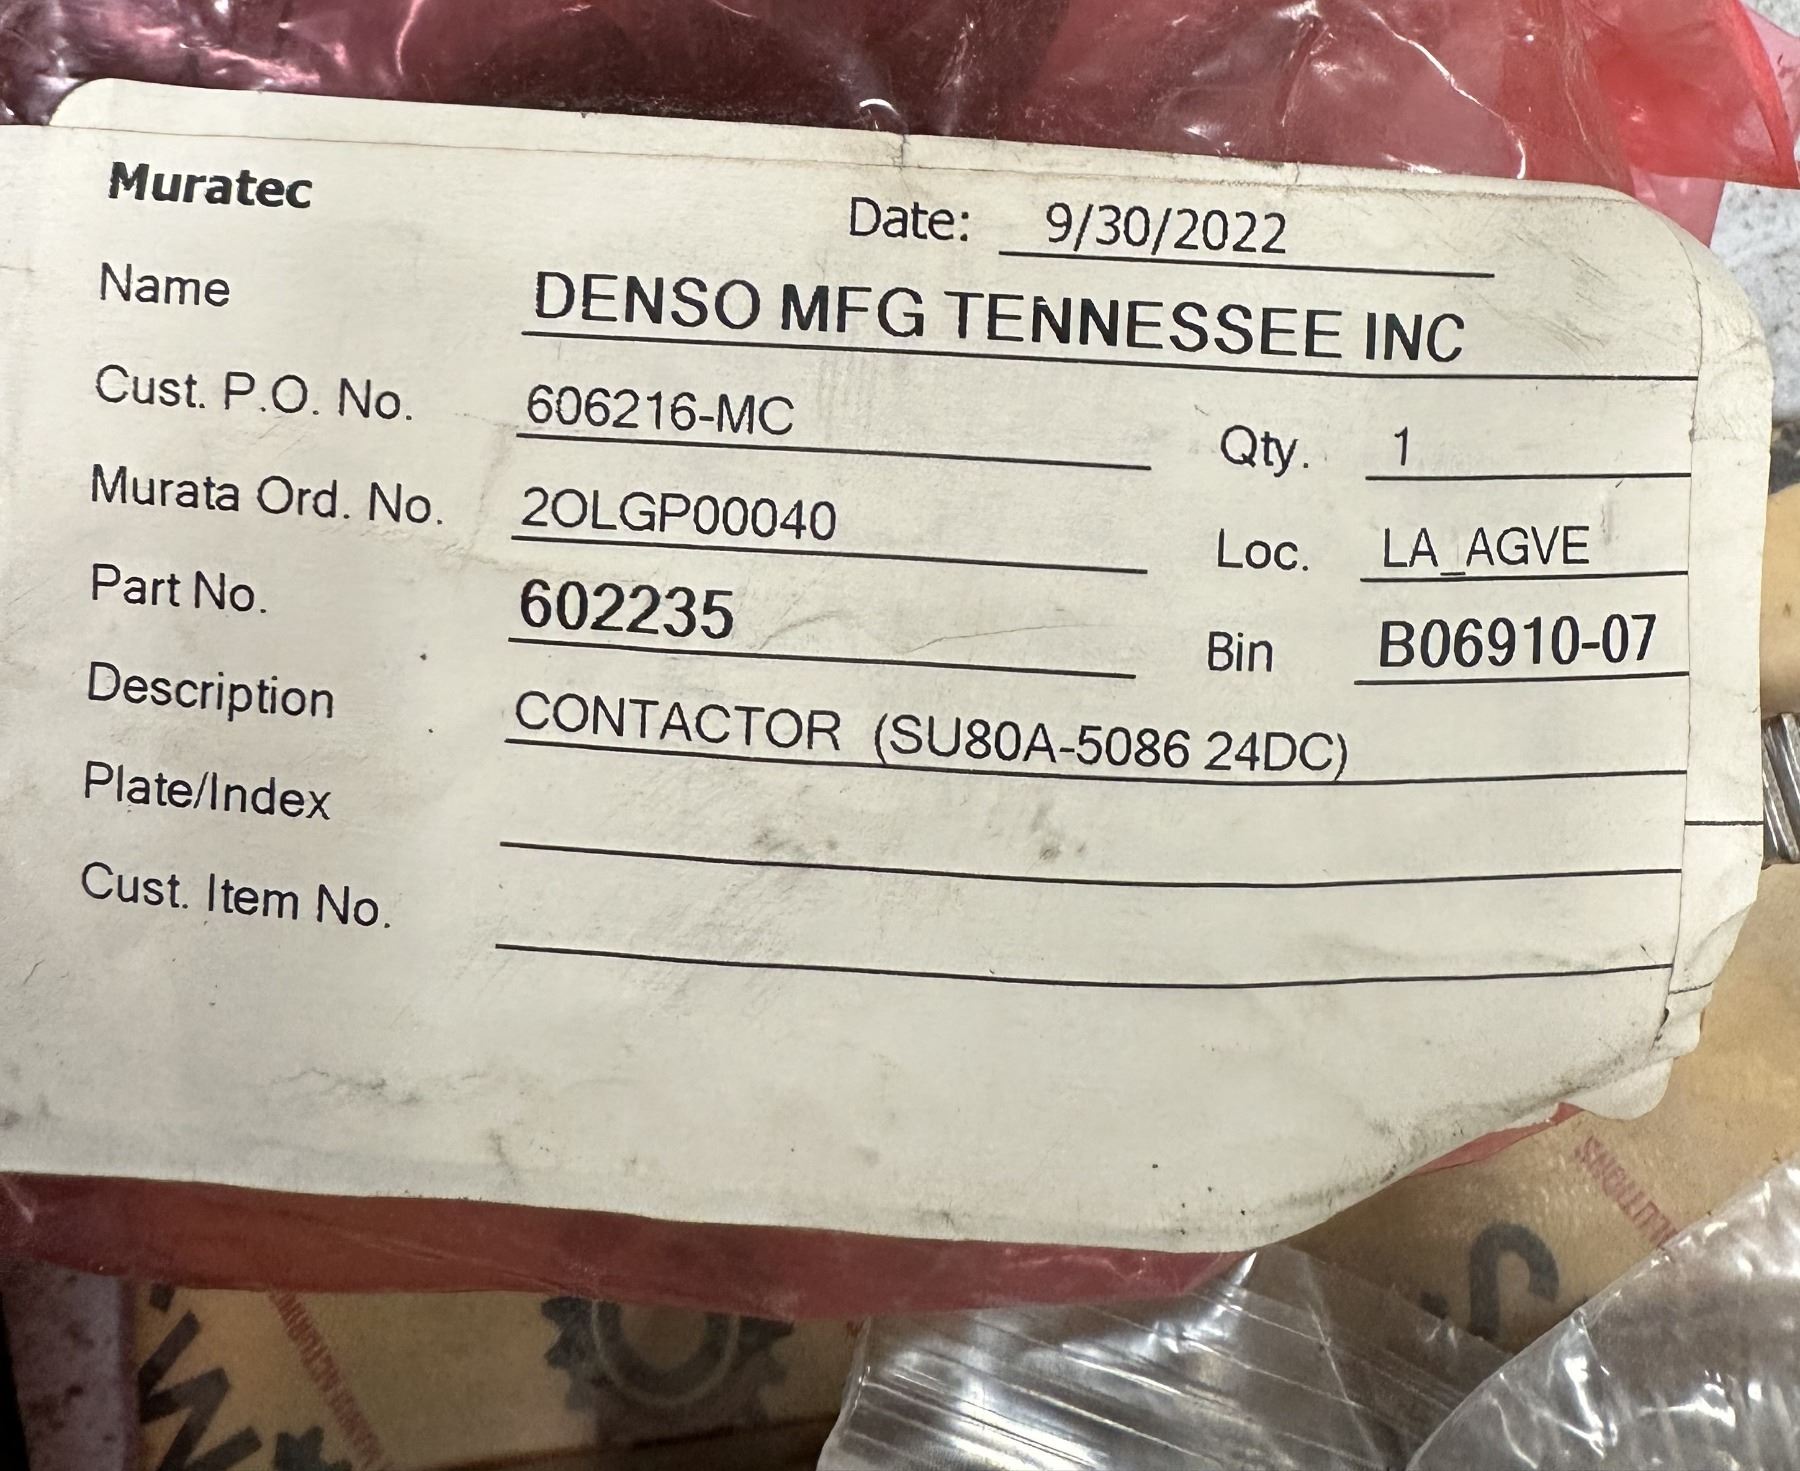 Muratec
Date: 9/30/2022
Name DENSO MFG TENNESSEE INC
Cust. P.O. No. 606216-MC Qty. 1
Murata Ord. No. 2OLGP00040 Loc. LA_AGVE
Part No. 602235 Bin B06910-07
Description CONTACTOR (SU80A-5086 24DC)
Plate/Index
Cust. Item No.